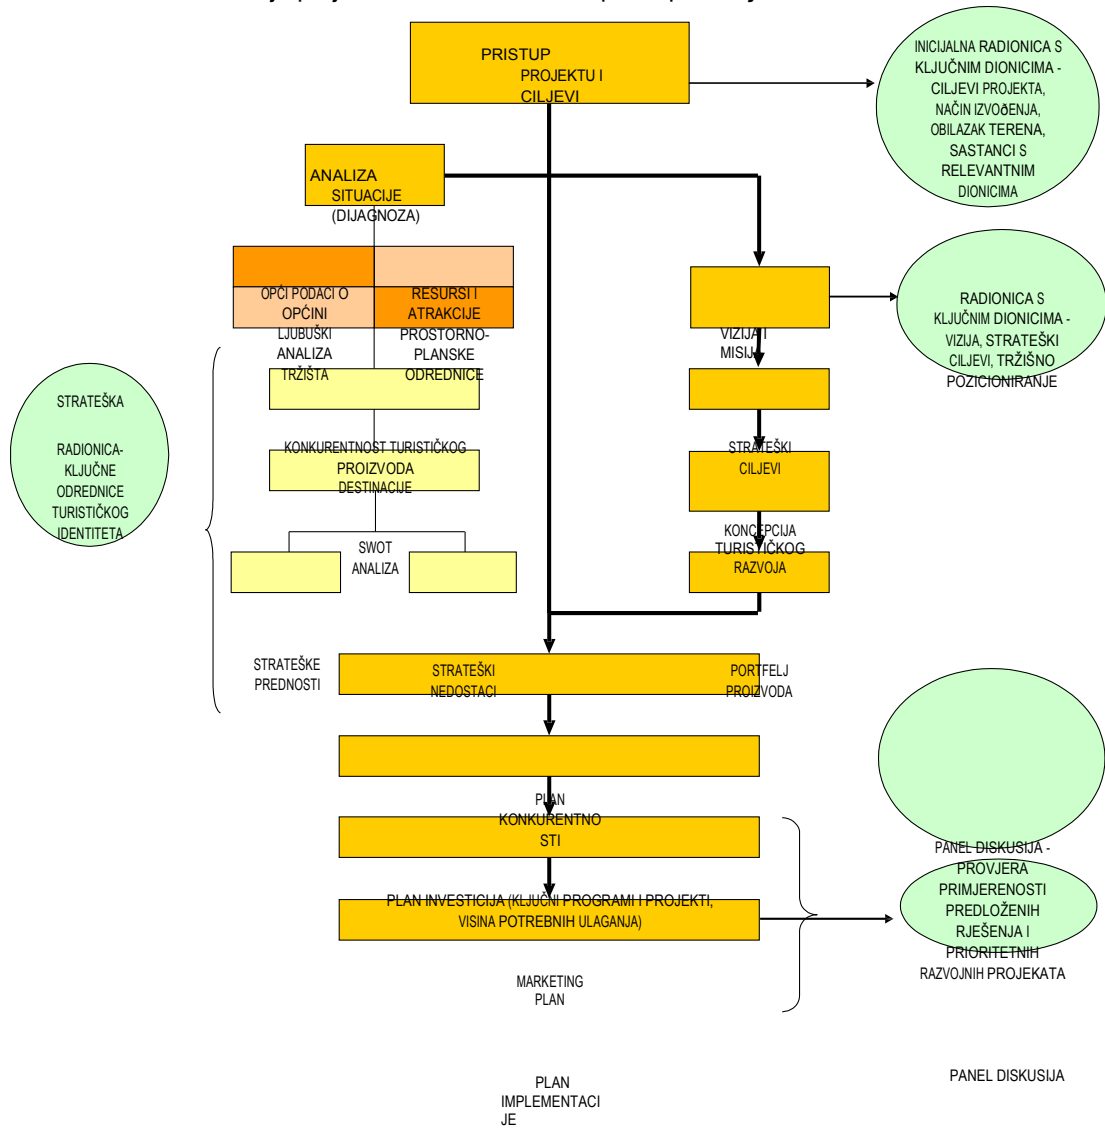 PRISTUP
PROJEKTU I
CILJEVI
INICIJALNA RADIONICA S
KLJUČNIM DIONICIMA -
CILJEVI PROJEKTA,
NAČIN IZVOðENJA,
OBILAZAK TERENA,
SASTANCI S
RELEVANTNIM
DIONICIMA
ANALIZA
SITUACIJE
(DIJAGNOZA)
OPĆI PODACI O
OPĆINI
LJUBUŠKI
ANALIZA
TRŽIŠTA
RESURSI I
ATRAKCIJE
PROSTORNO-
PLANSKE
ODREDNICE
VIZIJA I
MISIJA
RADIONICA S
KLJUČNIM DIONICIMA -
VIZIJA, STRATEŠKI
CILJEVI, TRŽIŠNO
POZICIONIRANJE
STRATEŠKA
RADIONICA-
KLJUČNE
ODREDNICE
TURISTIČKOG
IDENTITETA
KONKURENTNOST TURISTIČKOG
PROIZVODA
DESTINACIJE
STRATEŠKI
CILJEVI
SWOT
ANALIZA
KONCEPCIJA
TURISTIČKOG
RAZVOJA
STRATEŠKE
PREDNOSTI
STRATEŠKI
NEDOSTACI
PORTFELJ
PROIZVODA
PLAN
KONKURENTNO
STI
PANEL DISKUSIJA -
PROVJERA
PRIMJERENOSTI
PREDLOŽENIH
RJEŠENJA I
PRIORITETNIH
RAZVOJNIH PROJEKATA
PLAN INVESTICIJA (KLJUČNI PROGRAMI I PROJEKTI,
VISINA POTREBNIH ULAGANJA)
MARKETING
PLAN
PANEL DISKUSIJA
PLAN
IMPLEMENTACI
JE